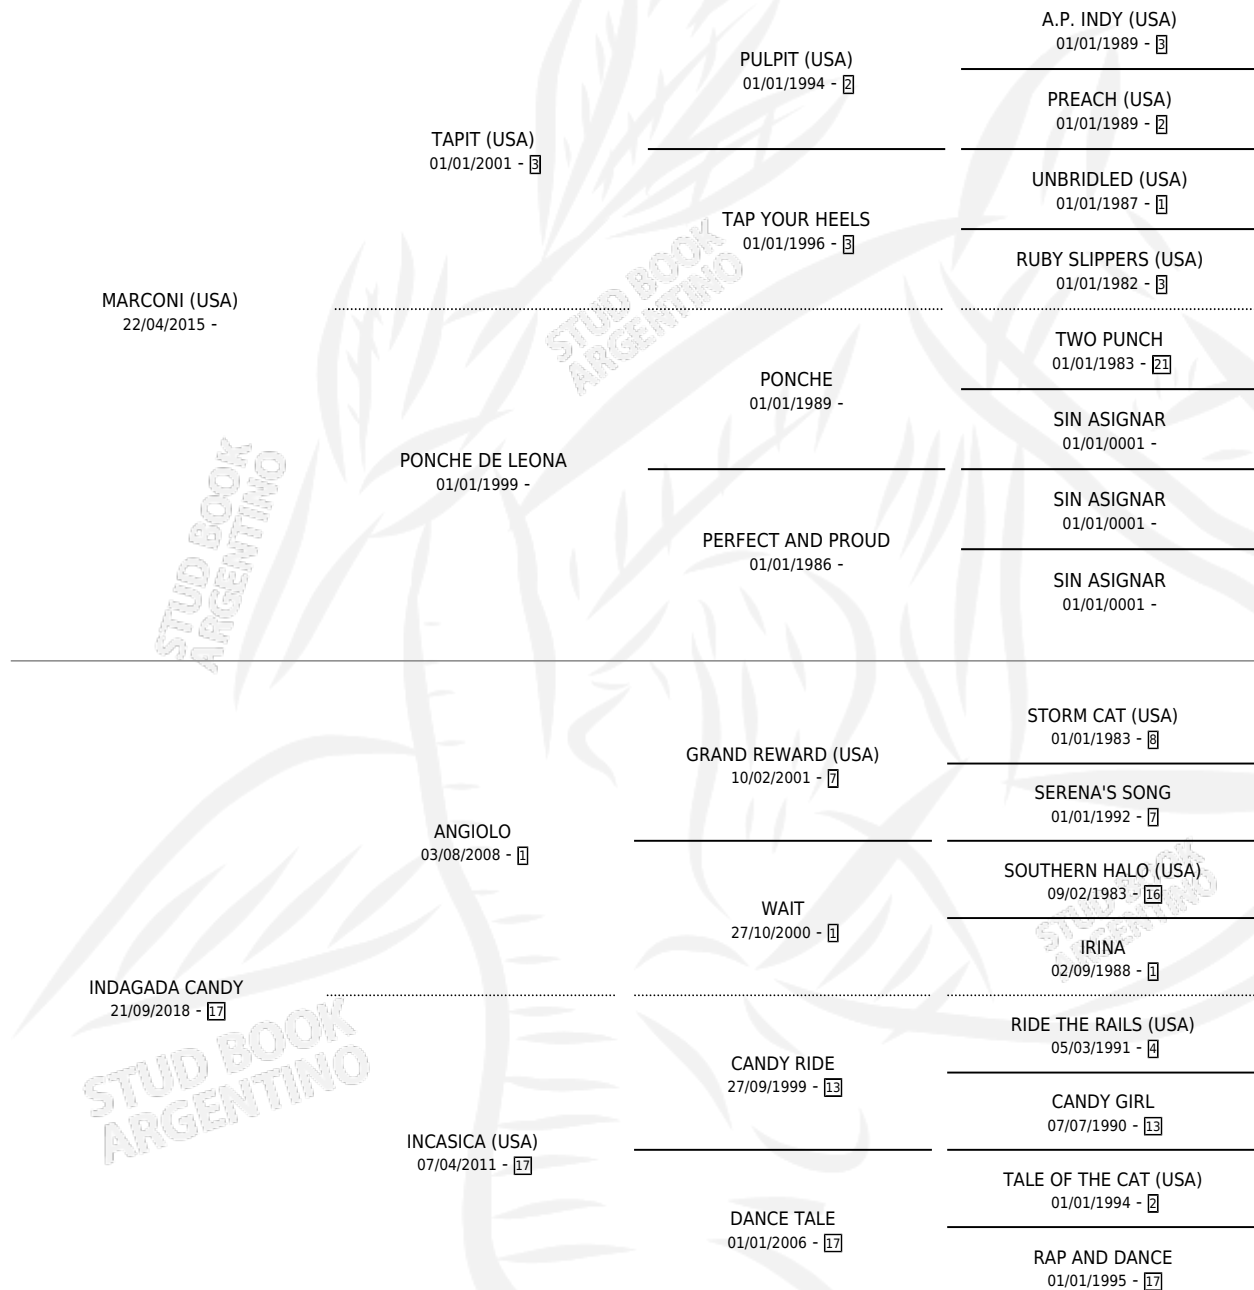 A.P. INDY (USA)
01/01/1989 - 3
PULPIT (USA)
01/01/1994 - 2
PREACH (USA)
01/01/1989 - 2
TAPIT (USA)
01/01/2001 - 3
UNBRIDLED (USA)
01/01/1987 - 1
TAP YOUR HEELS
01/01/1996 - 3
RUBY SLIPPERS (USA)
01/01/1982 - 3
MARCONI (USA)
22/04/2015 -
STUD BOOK
ARGENTINO
TWO PUNCH
01/01/1983 - 21
PONCHE
01/01/1989 -
SIN ASIGNAR
01/01/0001 -
PONCHE DE LEONA
01/01/1999 -
SIN ASIGNAR
01/01/0001 -
PERFECT AND PROUD
01/01/1986 -
SIN ASIGNAR
01/01/0001 -
STUD BOOK
ARGENTINO
STORM CAT (USA)
01/01/1983 - 8
GRAND REWARD (USA)
10/02/2001 - 7
SERENA'S SONG
01/01/1992 - 7
ANGIOLO
03/08/2008 - 1
SOUTHERN HALO (USA)
09/02/1983 - 16
WAIT
27/10/2000 - 1
STUD BOOK
ARGENTINO
IRINA
02/09/1988 - 1
INDAGADA CANDY
21/09/2018 - 17
RIDE THE RAILS (USA)
05/03/1991 - 4
CANDY RIDE
27/09/1999 - 13
CANDY GIRL
07/07/1990 - 13
STUD BOOK
ARGENTINO
INCASICA (USA)
07/04/2011 - 17
TALE OF THE CAT (USA)
01/01/1994 - 2
DANCE TALE
01/01/2006 - 17
RAP AND DANCE
01/01/1995 - 17